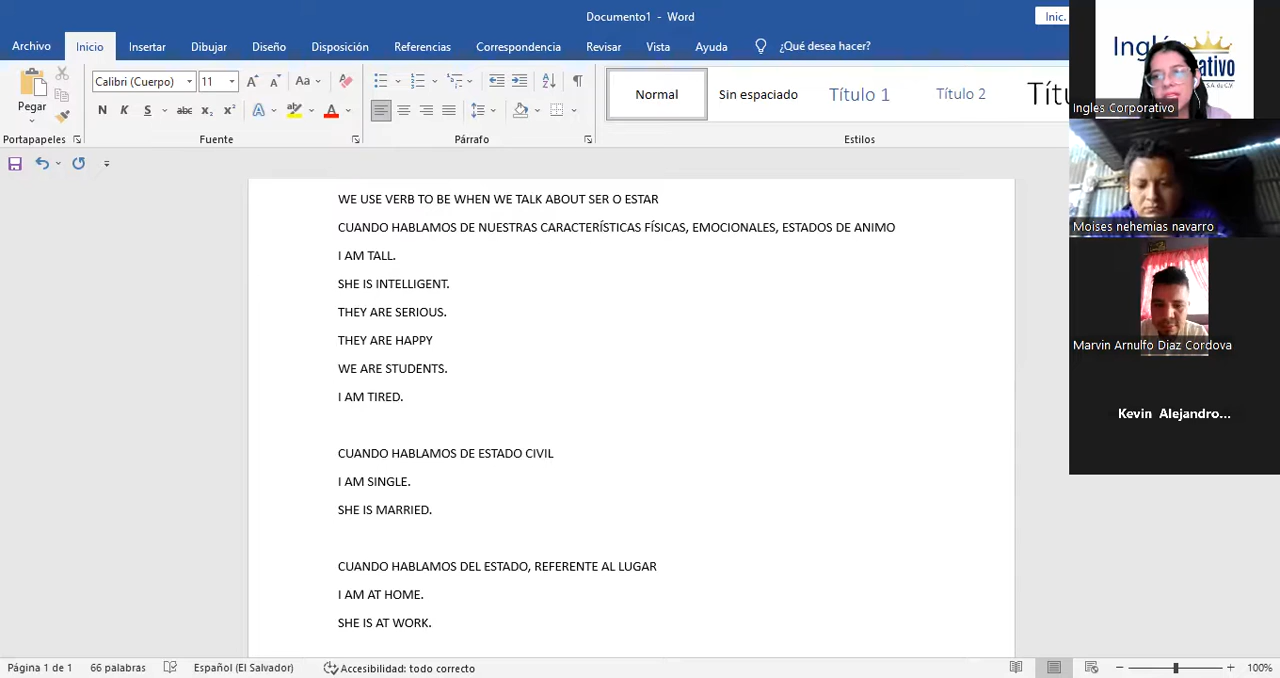 Documento1 - Word
Inic.
Archivo
Inicio
Insertar
Dibujar
Diseño
Disposición
Referencias
Correspondencia
Revisar
Vista
Ayuda
¿Qué desea hacer?
Pegar
Calibri (Cuerpo)
11
Aa
N K S abc x₂ x²
A
A
Normal
Sin espaciado
Título 1
Título 2
Portapapeles
Fuente
Párrafo
Estilos
WE USE VERB TO BE WHEN WE TALK ABOUT SER O ESTAR
CUANDO HABLAMOS DE NUESTRAS CARACTERÍSTICAS FÍSICAS, EMOCIONALES, ESTADOS DE ANIMO
I AM TALL.
SHE IS INTELLIGENT.
THEY ARE SERIOUS.
THEY ARE HAPPY
WE ARE STUDENTS.
I AM TIRED.
CUANDO HABLAMOS DE ESTADO CIVIL
I AM SINGLE.
SHE IS MARRIED.
CUANDO HABLAMOS DEL ESTADO, REFERENTE AL LUGAR
I AM AT HOME.
SHE IS AT WORK.
Ingles Corporativo
Moises nehemias navarro
Marvin Arnulfo Diaz Cordova
Kevin Alejandro...
Página 1 de 1
66 palabras
Español (El Salvador)
Accesibilidad: todo correcto
100%